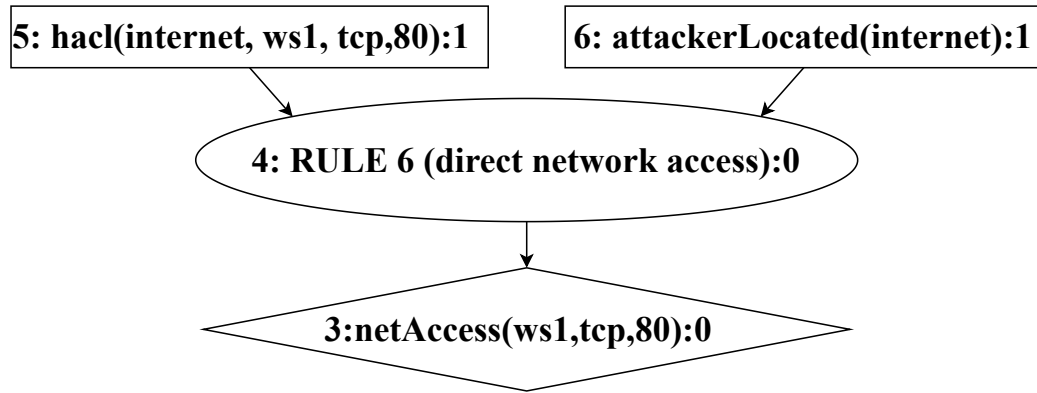 5: hacl(internet, ws1, tcp,80):1
6: attackerLocated(internet):1
4: RULE 6 (direct network access):0
3:netAccess(ws1,tcp,80):0